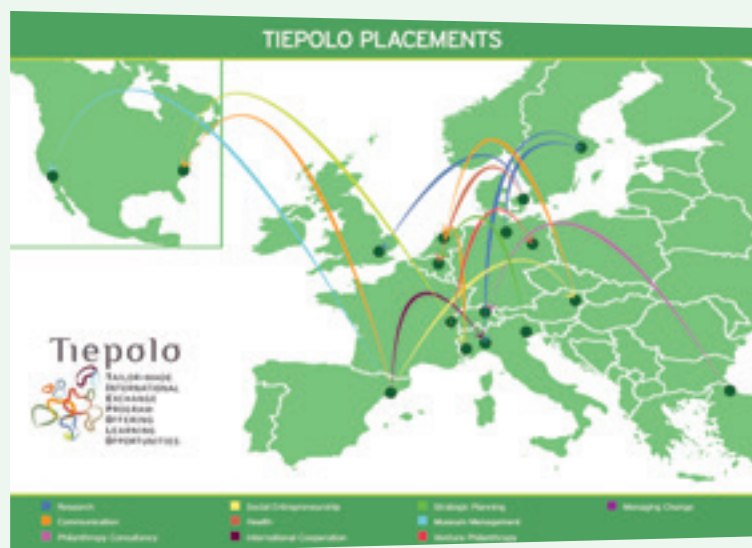 TIEPOLO PLACEMENTS
Tiepolo
TAILOR-MADE
INTERNATIONAL
EXCHANGE
PROGRAM
OFFERING
LEARNING
OPPORTUNITIES
Research
Communication
Philanthropy Consultancy
Social Entrepreneurship
Health
International Cooperation
Strategic Planning
Museum Management
Venture Philanthropy
Managing Change